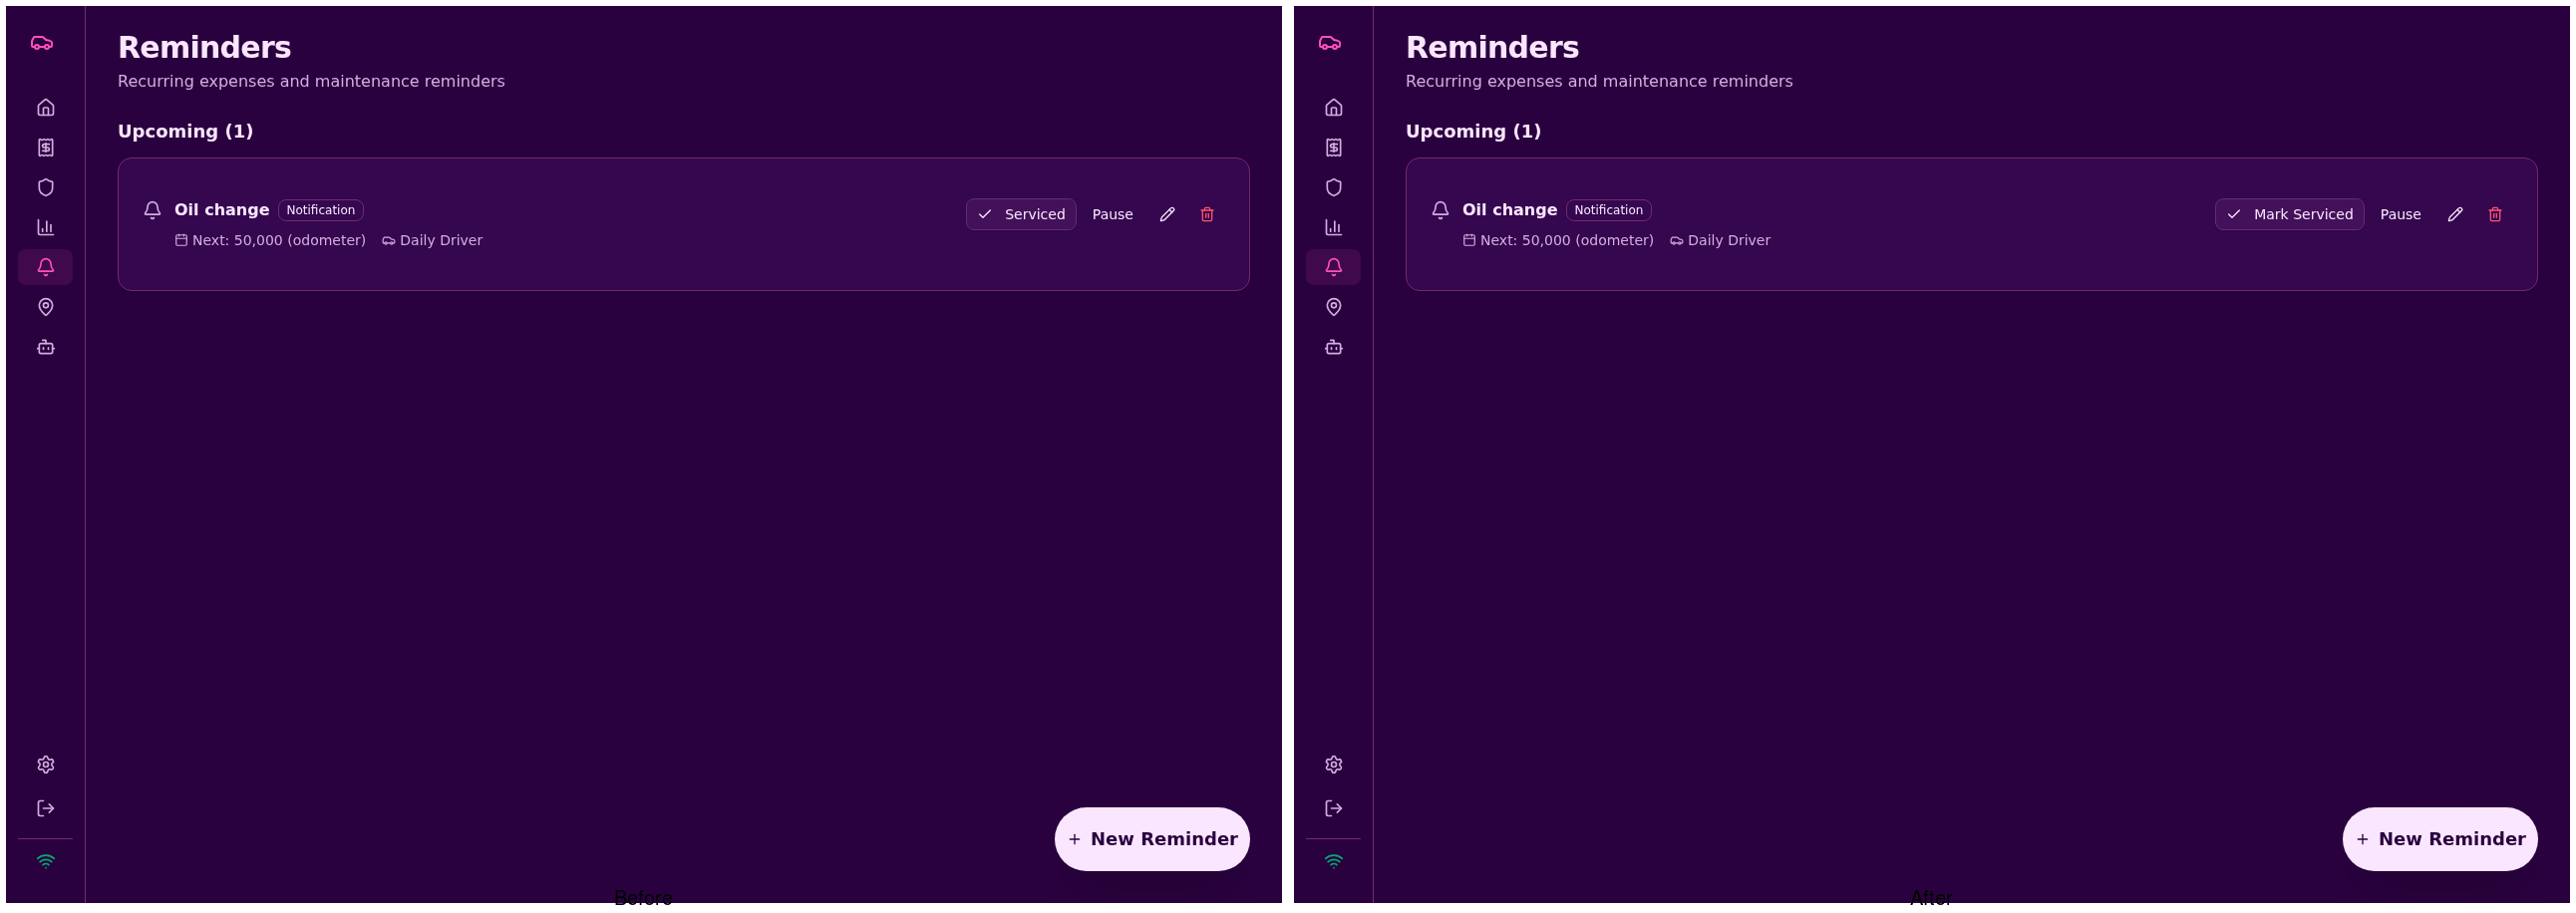 Reminders
Recurring expenses and maintenance reminders
Upcoming (1)
Oil change Notification
Serviced Pause
Next: 50,000 (odometer) Daily Driver
+ New Reminder
Before
Reminders
Recurring expenses and maintenance reminders
Upcoming (1)
Oil change Notification
Mark Serviced Pause
Next: 50,000 (odometer) Daily Driver
+ New Reminder
After